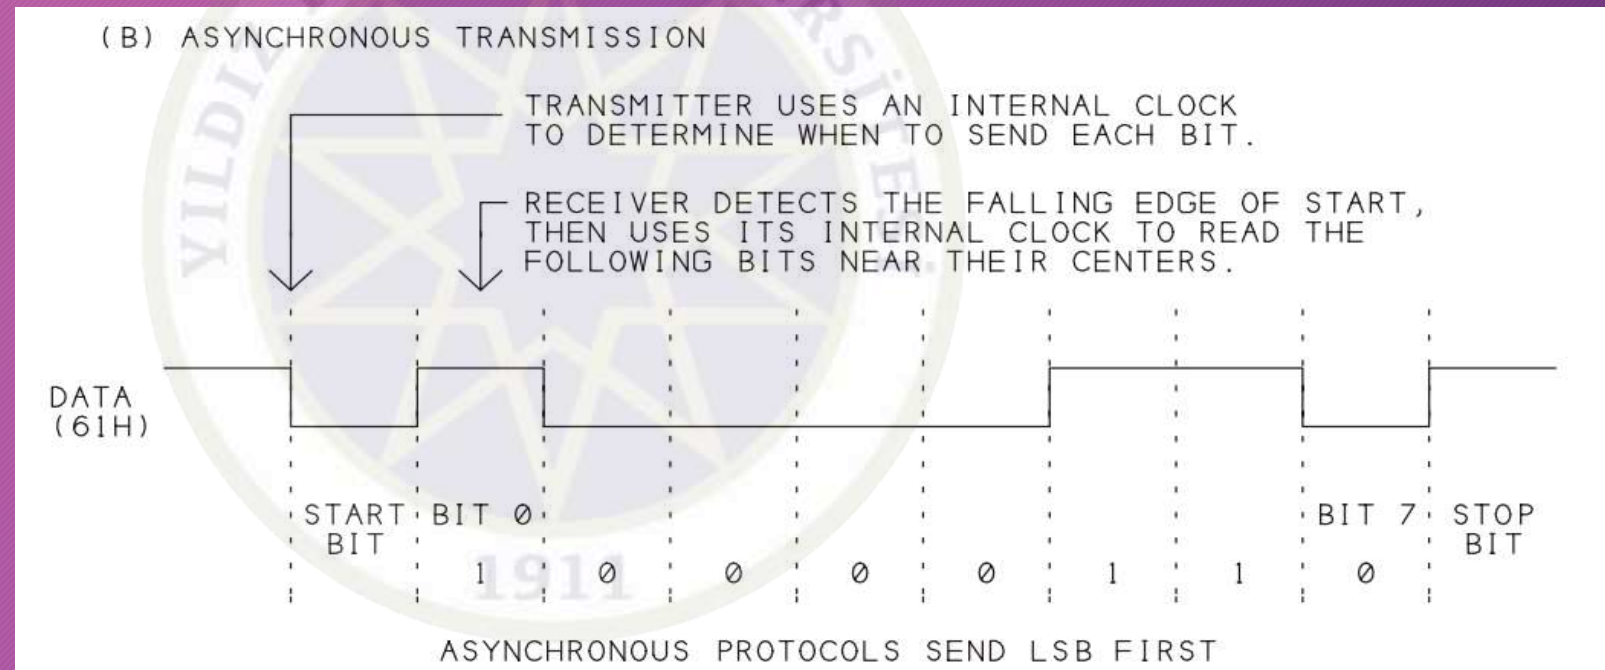 (B) ASYNCHRONOUS TRANSMISSION
TRANSMITTER USES AN INTERNAL CLOCK
TO DETERMINE WHEN TO SEND EACH BIT.
RECEIVER DETECTS THE FALLING EDGE OF START,
THEN USES ITS INTERNAL CLOCK TO READ THE
FOLLOWING BITS NEAR THEIR CENTERS.
DATA
(61H)
START BIT 0 BIT 7 STOP
BIT BIT
1 0 0 0 0 1 1 0
ASYNCHRONOUS PROTOCOLS SEND LSB FIRST
YILDIZ
1911